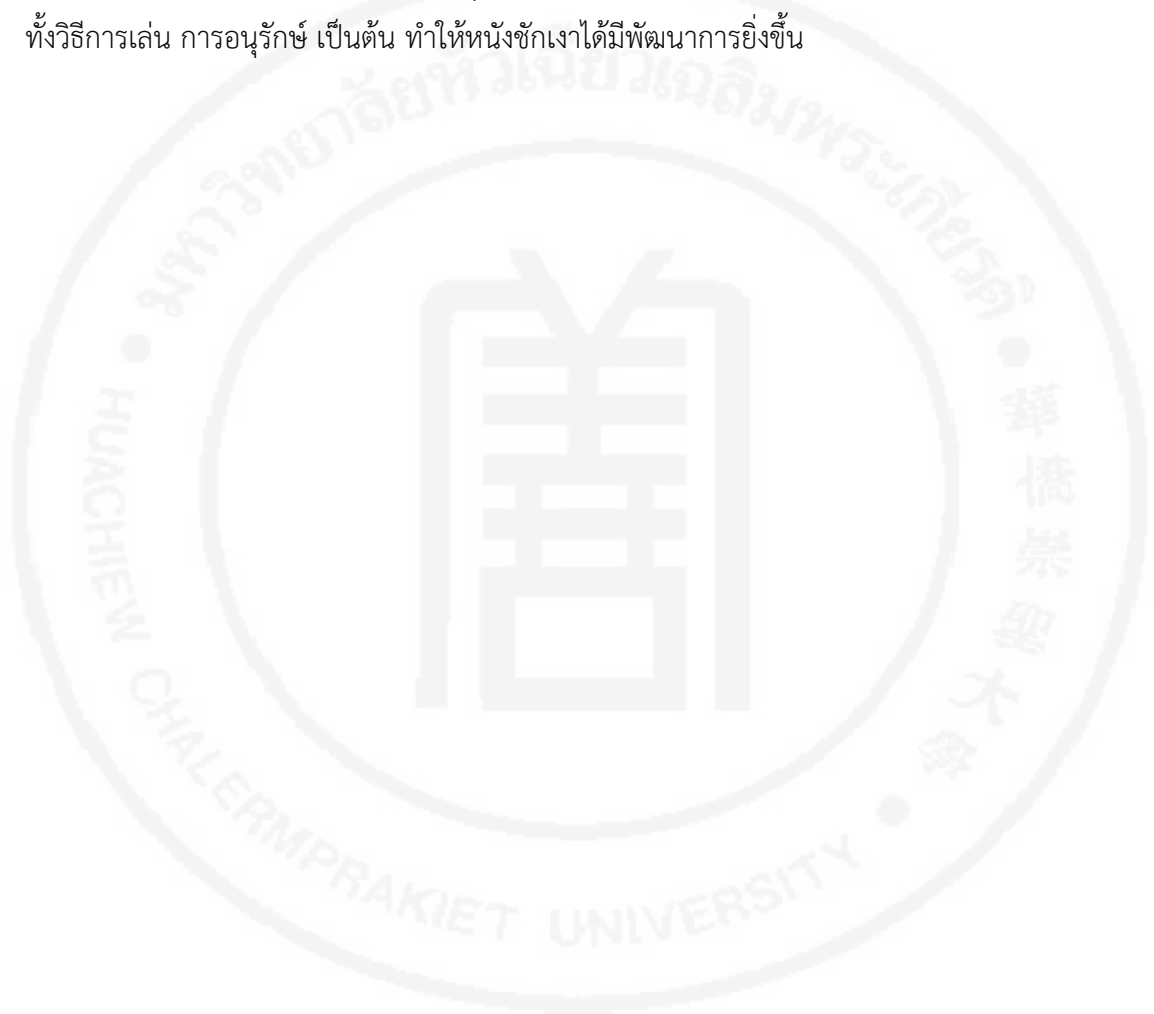 ทั้งวิธีการเล่น การอนุรักษ์ เป็นต้น ทำให้หนังชักเงาได้มีพัฒนาการยิ่งขึ้น
มหาวิทยาลัยหัวเฉียวเฉลิมพระเกียรติ
華僑崇聖大學
HUACHIEW CHALERMPRAKIET UNIVERSITY